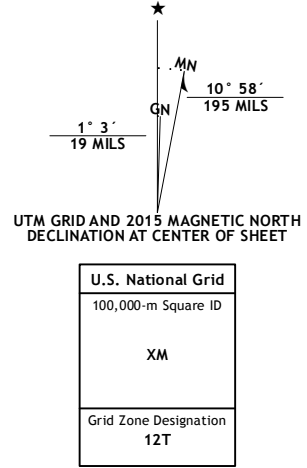 ★
MN
GN
10° 58´
195 MILS
1° 3´
19 MILS
UTM GRID AND 2015 MAGNETIC NORTH
DECLINATION AT CENTER OF SHEET
U.S. National Grid
100,000-m Square ID
XM
Grid Zone Designation
12T